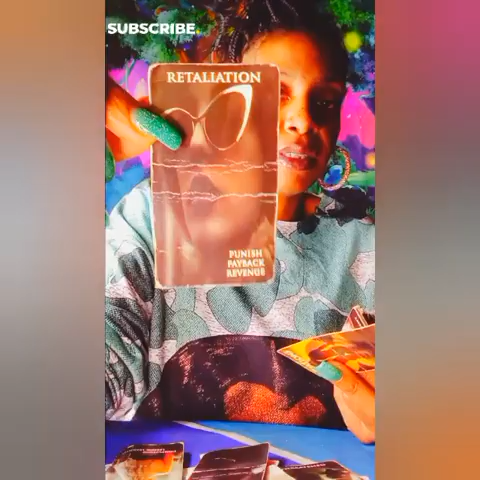 SUBSCRIBE
RETALIATION
PUNISH
PAYBACK
REVENGE